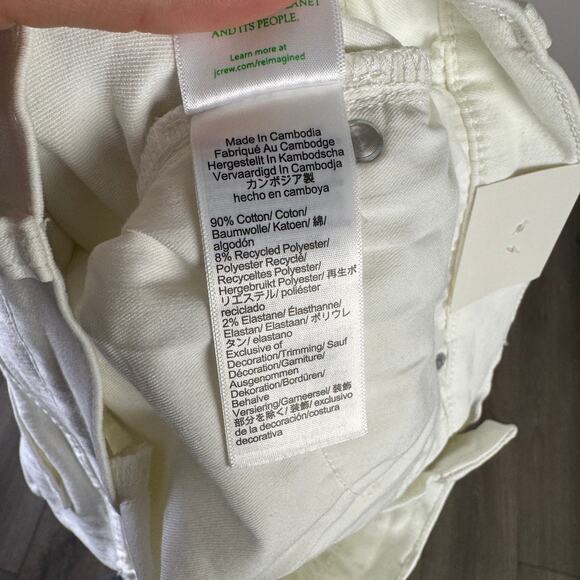 PLANET
AND ITS PEOPLE.
Learn more at
jcrew.com/reimagined
Made In Cambodia
Fabriqué Au Cambodge
Hergestellt In Kambodscha
Vervaardigd In Cambodja
カンボジア製
hecho en camboya
90% Cotton/ Coton/
Baumwolle/ Katoen/ 綿/
algodón
8% Recycled Polyester/
Polyester Recyclé/
Recyceltes Polyester/
Hergebruikt Polyester/ 再生ポ
リエステル/ poliéster
reciclado
2% Elastane/ Élasthanne/
Elastan/ Elastaan/ ポリウレ
タン/ elastano
Exclusive of
Decoration/Trimming/ Sauf
Décoration/Garniture/
Ausgenommen
Dekoration/Bordüren/
Behalve
Versiering/Garneersel/ 装飾
部分を除く/ 装飾/ exclusivo
de la decoración/costura
decorativa